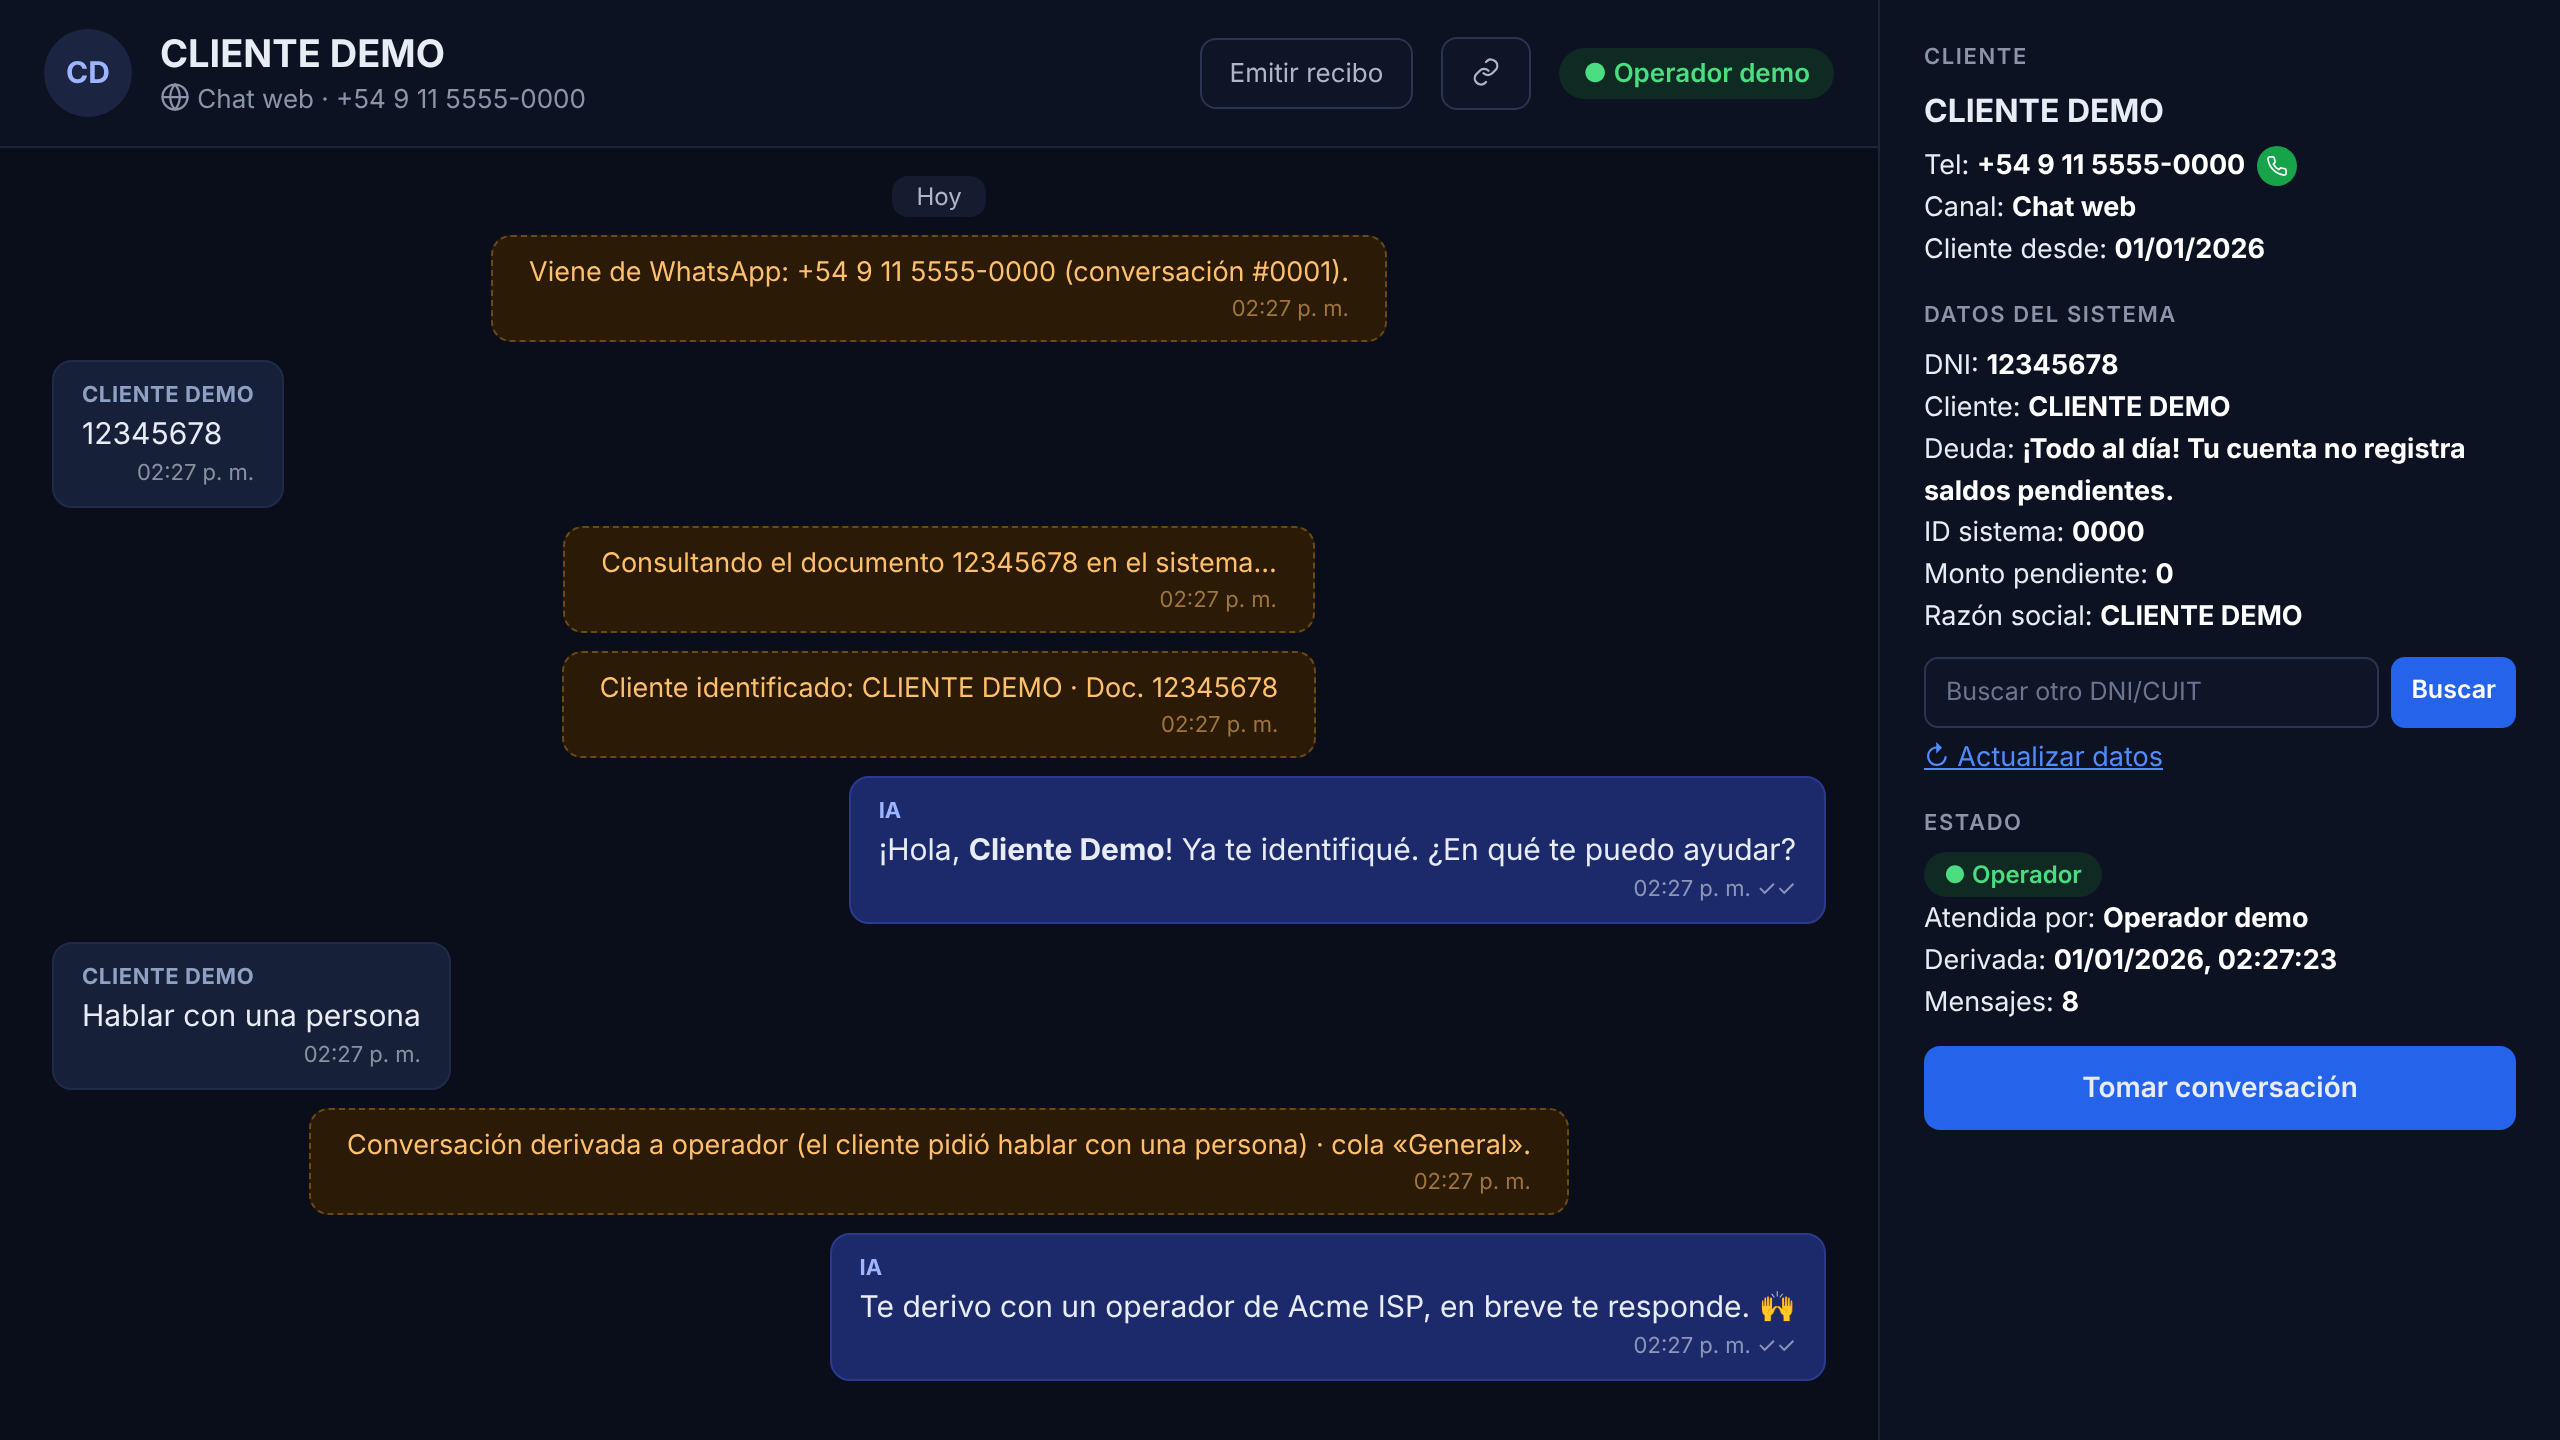 CD
CLIENTE DEMO
Chat web · +54 9 11 5555-0000
Emitir recibo
Operador demo
Hoy
Viene de WhatsApp: +54 9 11 5555-0000 (conversación #0001).
02:27 p. m.
CLIENTE DEMO
12345678
02:27 p. m.
Consultando el documento 12345678 en el sistema...
02:27 p. m.
Cliente identificado: CLIENTE DEMO · Doc. 12345678
02:27 p. m.
IA
¡Hola, Cliente Demo! Ya te identifiqué. ¿En qué te puedo ayudar?
02:27 p. m. ✓✓
CLIENTE DEMO
Hablar con una persona
02:27 p. m.
Conversación derivada a operador (el cliente pidió hablar con una persona) · cola «General».
02:27 p. m.
IA
Te derivo con un operador de Acme ISP, en breve te responde. 🙌
02:27 p. m. ✓✓
CLIENTE
CLIENTE DEMO
Tel: +54 9 11 5555-0000
Canal: Chat web
Cliente desde: 01/01/2026
DATOS DEL SISTEMA
DNI: 12345678
Cliente: CLIENTE DEMO
Deuda: ¡Todo al día! Tu cuenta no registra
saldos pendientes.
ID sistema: 0000
Monto pendiente: 0
Razón social: CLIENTE DEMO
Buscar otro DNI/CUIT
Buscar
↻ Actualizar datos
ESTADO
Operador
Atendida por: Operador demo
Derivada: 01/01/2026, 02:27:23
Mensajes: 8
Tomar conversación